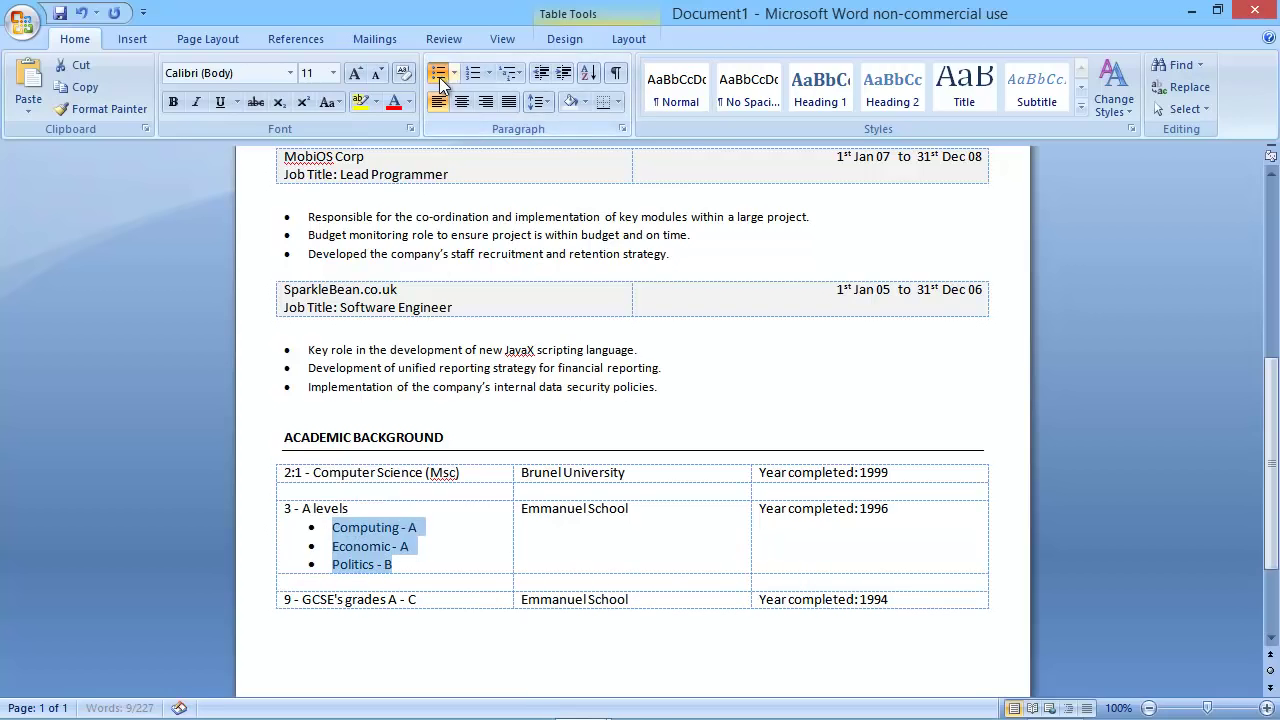 Table Tools
Document1 - Microsoft Word non-commercial use
Home Insert Page Layout References Mailings Review View Design Layout
Paste
Cut
Copy
Format Painter
Clipboard
Calibri (Body) 11
B I U abc X₂ X² Aa
Font
Paragraph
AaBbCcDc AaBbCcDc AaBbC AaBbCc AaB AaBbCc.
¶ Normal ¶ No Spaci... Heading 1 Heading 2 Title Subtitle
Change Styles
Styles
Find
Replace
Select
Editing
MobiOS Corp 1st Jan 07 to 31st Dec 08
Job Title: Lead Programmer
• Responsible for the co-ordination and implementation of key modules within a large project.
• Budget monitoring role to ensure project is within budget and on time.
• Developed the company's staff recruitment and retention strategy.
SparkleBean.co.uk 1st Jan 05 to 31st Dec 06
Job Title: Software Engineer
• Key role in the development of new JavaX scripting language.
• Development of unified reporting strategy for financial reporting.
• Implementation of the company's internal data security policies.
ACADEMIC BACKGROUND
2:1 - Computer Science (Msc) Brunel University Year completed: 1999
3 - A levels Emmanuel School Year completed: 1996
• Computing - A
• Economic - A
• Politics - B
9 - GCSE's grades A - C Emmanuel School Year completed: 1994
Page: 1 of 1 Words: 9/227 100%